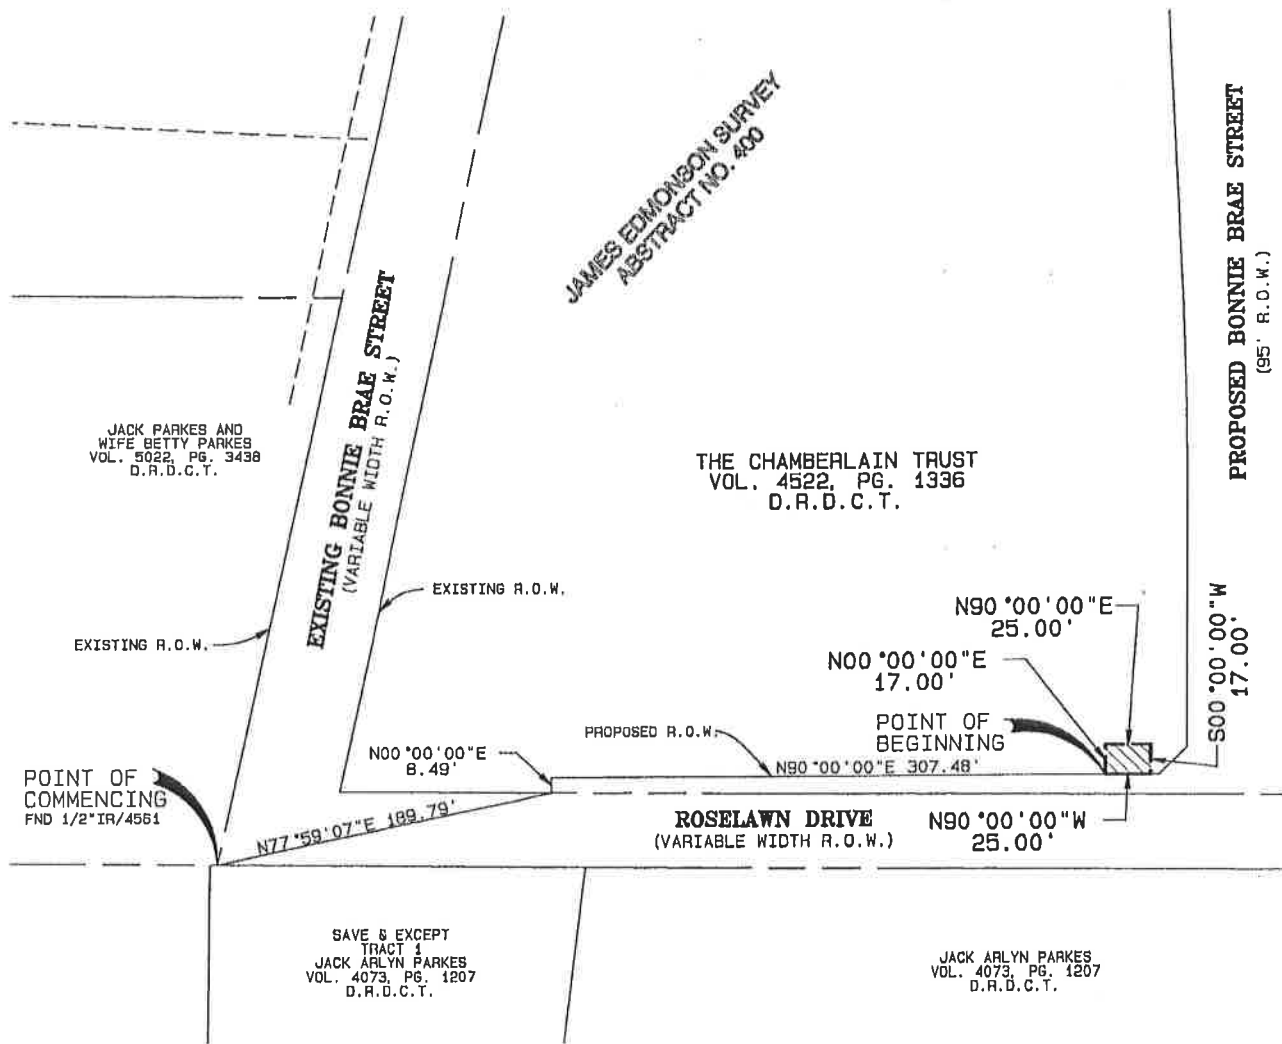 JAMES EDMONSON SURVEY
ABSTRACT NO. 400
PROPOSED BONNIE BRAE STREET
(95' R.O.W.)
EXISTING BONNIE BRAE STREET
(VARIABLE WIDTH R.O.W.)
JACK PARKES AND
WIFE BETTY PARKES
VOL. 5022, PG. 3438
D.R.D.C.T.
THE CHAMBERLAIN TRUST
VOL. 4522, PG. 1336
D.R.D.C.T.
EXISTING R.O.W.
EXISTING R.O.W.
N90°00'00"E
25.00'
N00°00'00"E
17.00'
S00°00'00"W
17.00'
POINT OF
BEGINNING
PROPOSED R.O.W.
N00°00'00"E
8.49'
N90°00'00"E 307.48'
POINT OF
COMMENCING
FND 1/2"IR/4561
N77°59'07"E 189.79'
ROSELAWN DRIVE
(VARIABLE WIDTH R.O.W.)
N90°00'00"W
25.00'
SAVE & EXCEPT
TRACT 1
JACK ARLYN PARKES
VOL. 4073, PG. 1207
D.R.D.C.T.
JACK ARLYN PARKES
VOL. 4073, PG. 1207
D.R.D.C.T.